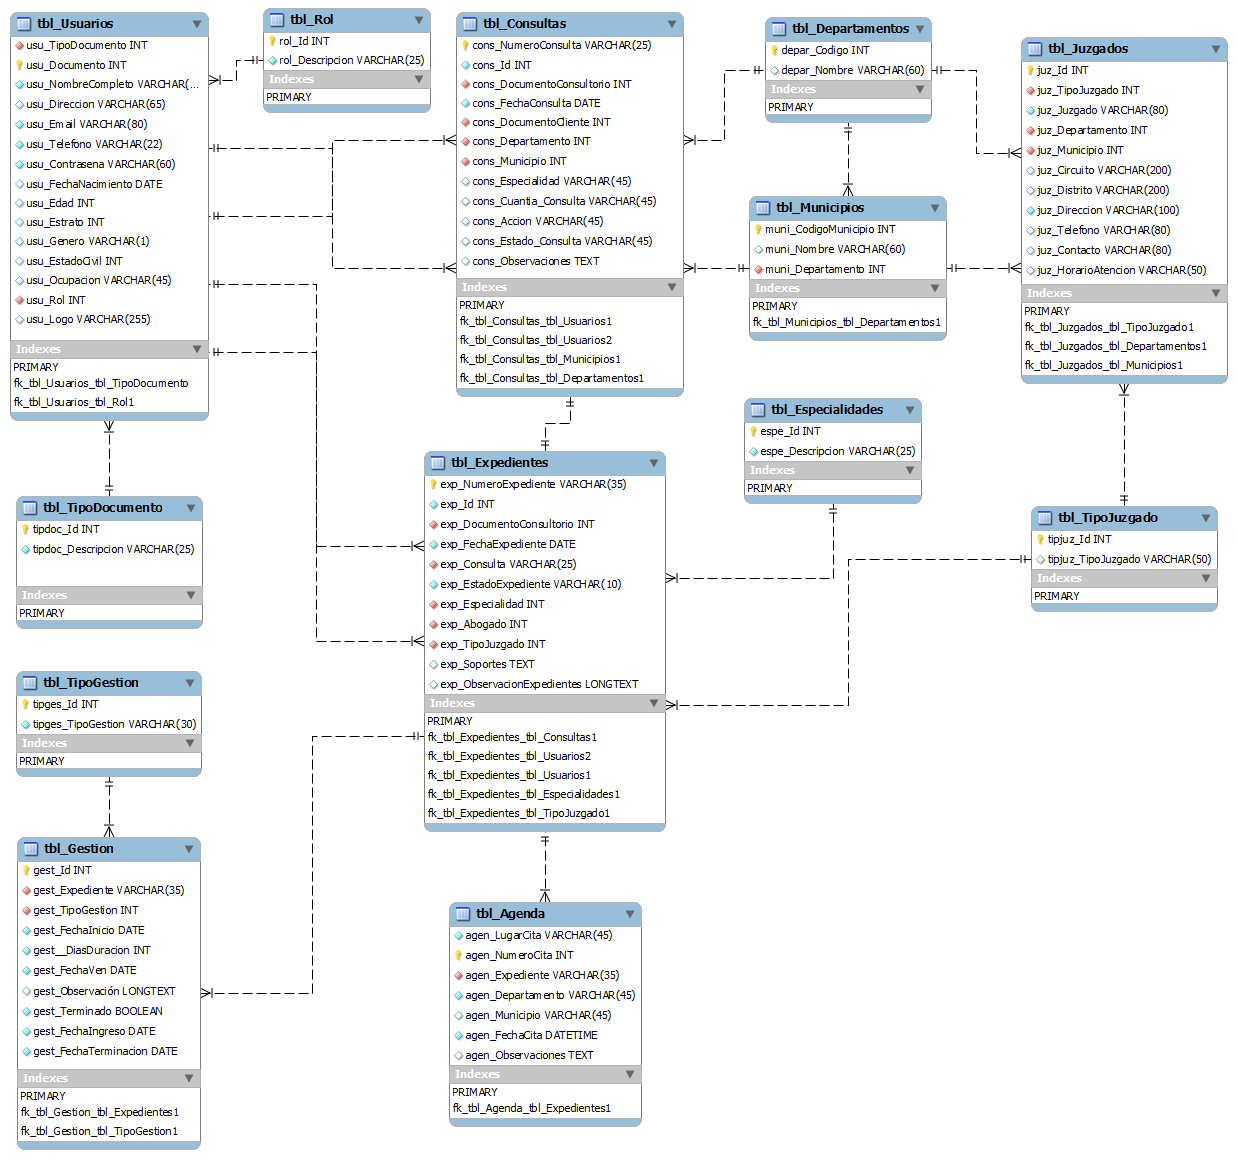 tbl_Usuarios
usu_TipoDocumento INT
usu_Documento INT
usu_NombreCompleto VARCHAR(...
usu_Direccion VARCHAR(65)
usu_Email VARCHAR(80)
usu_Telefono VARCHAR(22)
usu_Contrasena VARCHAR(60)
usu_FechaNacimiento DATE
usu_Edad INT
usu_Estrato INT
usu_Genero VARCHAR(1)
usu_EstadoCivil INT
usu_Ocupacion VARCHAR(45)
usu_Rol INT
usu_Logo VARCHAR(255)
Indexes
PRIMARY
fk_tbl_Usuarios_tbl_TipoDocumento
fk_tbl_Usuarios_tbl_Rol1
tbl_Rol
rol_Id INT
rol_Descripcion VARCHAR(25)
Indexes
PRIMARY
tbl_Consultas
cons_NumeroConsulta VARCHAR(25)
cons_Id INT
cons_DocumentoConsultorio INT
cons_FechaConsulta DATE
cons_DocumentoCliente INT
cons_Departamento INT
cons_Municipio INT
cons_Especialidad VARCHAR(45)
cons_Cuantia_Consulta VARCHAR(45)
cons_Accion VARCHAR(45)
cons_Estado_Consulta VARCHAR(45)
cons_Observaciones TEXT
Indexes
PRIMARY
fk_tbl_Consultas_tbl_Usuarios1
fk_tbl_Consultas_tbl_Usuarios2
fk_tbl_Consultas_tbl_Municipios1
fk_tbl_Consultas_tbl_Departamentos1
tbl_Departamentos
depar_Codigo INT
depar_Nombre VARCHAR(60)
Indexes
PRIMARY
tbl_Juzgados
juz_Id INT
juz_TipoJuzgado INT
juz_Juzgado VARCHAR(80)
juz_Departamento INT
juz_Municipio INT
juz_Circuito VARCHAR(200)
juz_Distrito VARCHAR(200)
juz_Direccion VARCHAR(100)
juz_Telefono VARCHAR(80)
juz_Contacto VARCHAR(80)
juz_HorarioAtencion VARCHAR(50)
Indexes
PRIMARY
fk_tbl_Juzgados_tbl_TipoJuzgado1
fk_tbl_Juzgados_tbl_Departamentos1
fk_tbl_Juzgados_tbl_Municipios1
tbl_Municipios
muni_CodigoMunicipio INT
muni_Nombre VARCHAR(60)
muni_Departamento INT
Indexes
PRIMARY
fk_tbl_Municipios_tbl_Departamentos1
tbl_Especialidades
espe_Id INT
espe_Descripcion VARCHAR(25)
Indexes
PRIMARY
tbl_TipoDocumento
tipdoc_Id INT
tipdoc_Descripcion VARCHAR(25)
Indexes
PRIMARY
tbl_Expedientes
exp_NumeroExpediente VARCHAR(35)
exp_Id INT
exp_DocumentoConsultorio INT
exp_FechaExpediente DATE
exp_Consulta VARCHAR(25)
exp_EstadoExpediente VARCHAR(10)
exp_Especialidad INT
exp_Abogado INT
exp_TipoJuzgado INT
exp_Soportes TEXT
exp_ObservacionExpedientes LONGTEXT
Indexes
PRIMARY
fk_tbl_Expedientes_tbl_Consultas1
fk_tbl_Expedientes_tbl_Usuarios2
fk_tbl_Expedientes_tbl_Usuarios1
fk_tbl_Expedientes_tbl_Especialidades1
fk_tbl_Expedientes_tbl_TipoJuzgado1
tbl_TipoJuzgado
tipjuz_Id INT
tipjuz_TipoJuzgado VARCHAR(50)
Indexes
PRIMARY
tbl_TipoGestion
tipges_Id INT
tipges_TipoGestion VARCHAR(30)
Indexes
PRIMARY
tbl_Gestion
gest_Id INT
gest_Expediente VARCHAR(35)
gest_TipoGestion INT
gest_FechaInicio DATE
gest__DiasDuracion INT
gest_FechaVen DATE
gest_Observación LONGTEXT
gest_Terminado BOOLEAN
gest_FechaIngreso DATE
gest_FechaTerminacion DATE
Indexes
PRIMARY
fk_tbl_Gestion_tbl_Expedientes1
fk_tbl_Gestion_tbl_TipoGestion1
tbl_Agenda
agen_LugarCita VARCHAR(45)
agen_NumeroCita INT
agen_Expediente VARCHAR(35)
agen_Departamento VARCHAR(45)
agen_Municipio VARCHAR(45)
agen_FechaCita DATETIME
agen_Observaciones TEXT
Indexes
PRIMARY
fk_tbl_Agenda_tbl_Expedientes1